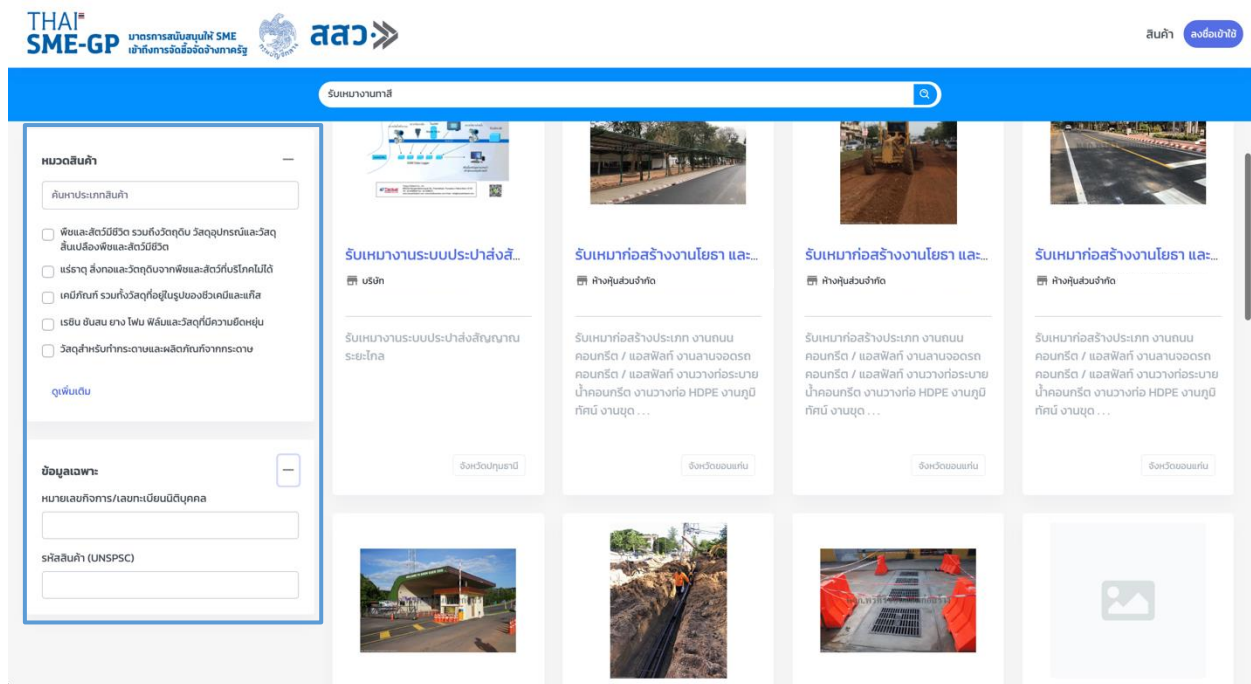 THAI
SME-GP
มาตรการสนับสนุนให้ SME
เข้าถึงการจัดซื้อจัดจ้างภาครัฐ
สสว
สินค้า
ลงชื่อเข้าใช้
รับเหมางานทาสี
หมวดสินค้า
ค้นหาประเภทสินค้า
พืชและสัตว์มีชีวิต รวมถึงวัตถุดิบ วัสดุอุปกรณ์และวัสดุ
สิ้นเปลืองพืชและสัตว์มีชีวิต
แร่ธาตุ สิ่งทอและวัตถุดิบจากพืชและสัตว์ที่บริโภคไม่ได้
เคมีภัณฑ์ รวมทั้งวัสดุที่อยู่ในรูปของชีวเคมีและแก๊ส
เรซิน ขันสน ยาง โฟม ฟิล์มและวัสดุที่มีความยืดหยุ่น
วัสดุสำหรับทำกระดาษและผลิตภัณฑ์จากกระดาษ
ดูเพิ่มเติม
ข้อมูลเฉพาะ
หมายเลขกิจการ/เลขทะเบียนนิติบุคคล
รหัสสินค้า (UNSPSC)
รับเหมางานระบบประปาส่งสั...
บริษัท
รับเหมางานระบบประปาส่งสัญญาณ
ระยะไกล
จังหวัดปทุมธานี
รับเหมาก่อสร้างงานโยธา และ...
ห้างหุ้นส่วนจำกัด
รับเหมาก่อสร้างประเภท งานถนน
คอนกรีต / แอสฟัลท์ งานลานจอดรถ
คอนกรีต / แอสฟัลท์ งานวางท่อระบาย
น้ำคอนกรีต งานวางท่อ HDPE งานภูมิ
ทัศน์ งานขุด . . .
จังหวัดขอนแก่น
รับเหมาก่อสร้างงานโยธา และ...
ห้างหุ้นส่วนจำกัด
รับเหมาก่อสร้างประเภท งานถนน
คอนกรีต / แอสฟัลท์ งานลานจอดรถ
คอนกรีต / แอสฟัลท์ งานวางท่อระบาย
น้ำคอนกรีต งานวางท่อ HDPE งานภูมิ
ทัศน์ งานขุด . . .
จังหวัดขอนแก่น
รับเหมาก่อสร้างงานโยธา และ...
ห้างหุ้นส่วนจำกัด
รับเหมาก่อสร้างประเภท งานถนน
คอนกรีต / แอสฟัลท์ งานลานจอดรถ
คอนกรีต / แอสฟัลท์ งานวางท่อระบาย
น้ำคอนกรีต งานวางท่อ HDPE งานภูมิ
ทัศน์ งานขุด . . .
จังหวัดขอนแก่น